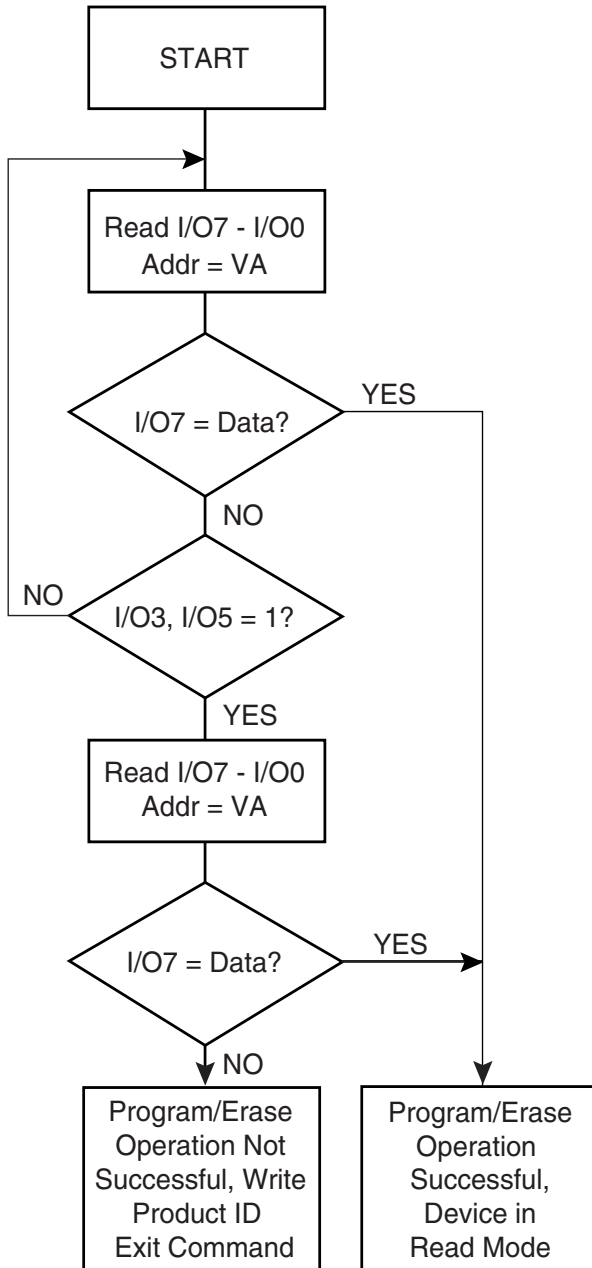 START
Read I/O7 - I/O0
Addr = VA
I/O7 = Data?
YES
NO
NO
I/O3, I/O5 = 1?
YES
Read I/O7 - I/O0
Addr = VA
I/O7 = Data?
YES
NO
Program/Erase
Operation Not
Successful, Write
Product ID
Exit Command
Program/Erase
Operation
Successful,
Device in
Read Mode